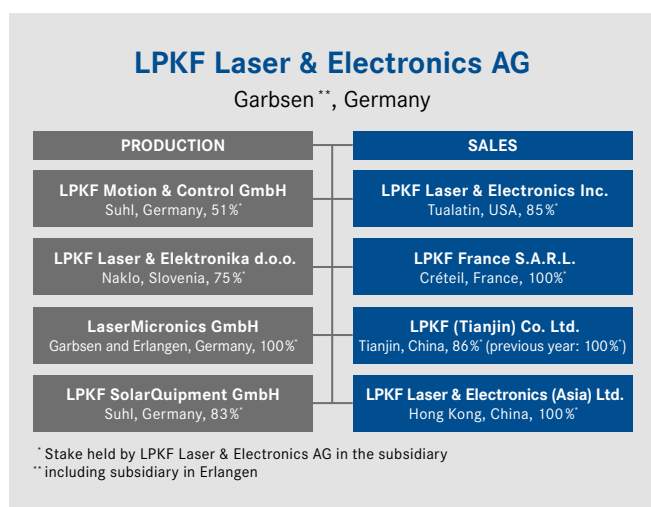 LPKF Laser & Electronics AG
Garbsen **, Germany
PRODUCTION
LPKF Motion & Control GmbH
Suhl, Germany, 51%*
LPKF Laser & Elektronika d.o.o.
Naklo, Slovenia, 75%*
LaserMicronics GmbH
Garbsen and Erlangen, Germany, 100%*
LPKF SolarQuipment GmbH
Suhl, Germany, 83%*
SALES
LPKF Laser & Electronics Inc.
Tualatin, USA, 85%*
LPKF France S.A.R.L.
Créteil, France, 100%*
LPKF (Tianjin) Co. Ltd.
Tianjin, China, 86%* (previous year: 100%*)
LPKF Laser & Electronics (Asia) Ltd.
Hong Kong, China, 100%*
* Stake held by LPKF Laser & Electronics AG in the subsidiary
** including subsidiary in Erlangen